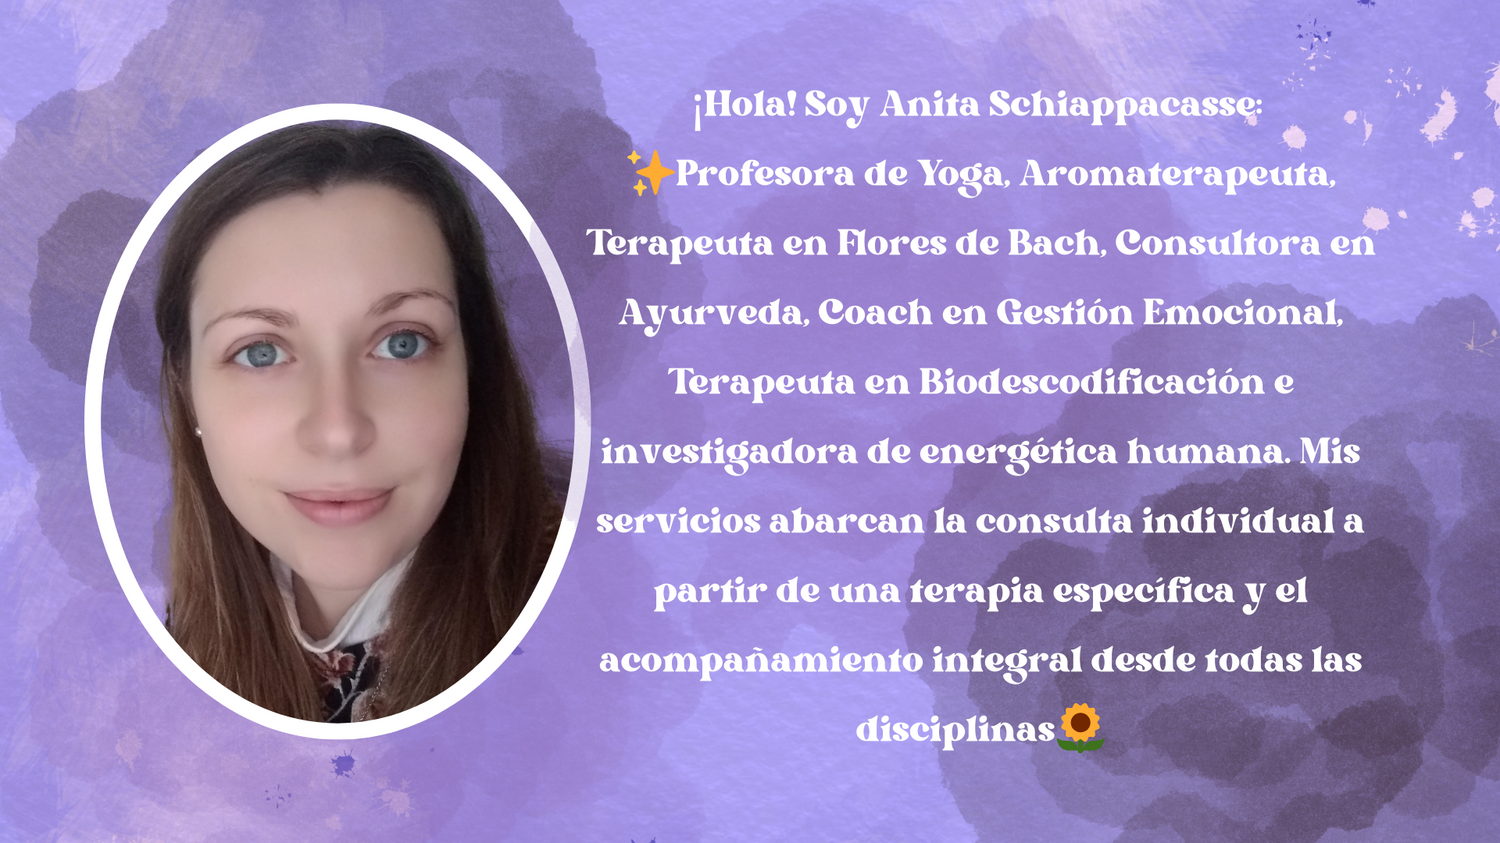 ¡Hola! Soy Anita Schiappacasse:
✨Profesora de Yoga, Aromaterapeuta,
Terapeuta en Flores de Bach, Consultora en
Ayurveda, Coach en Gestión Emocional,
Terapeuta en Biodescodificación e
investigadora de energética humana. Mis
servicios abarcan la consulta individual a
partir de una terapia específica y el
acompañamiento integral desde todas las
disciplinas🌻